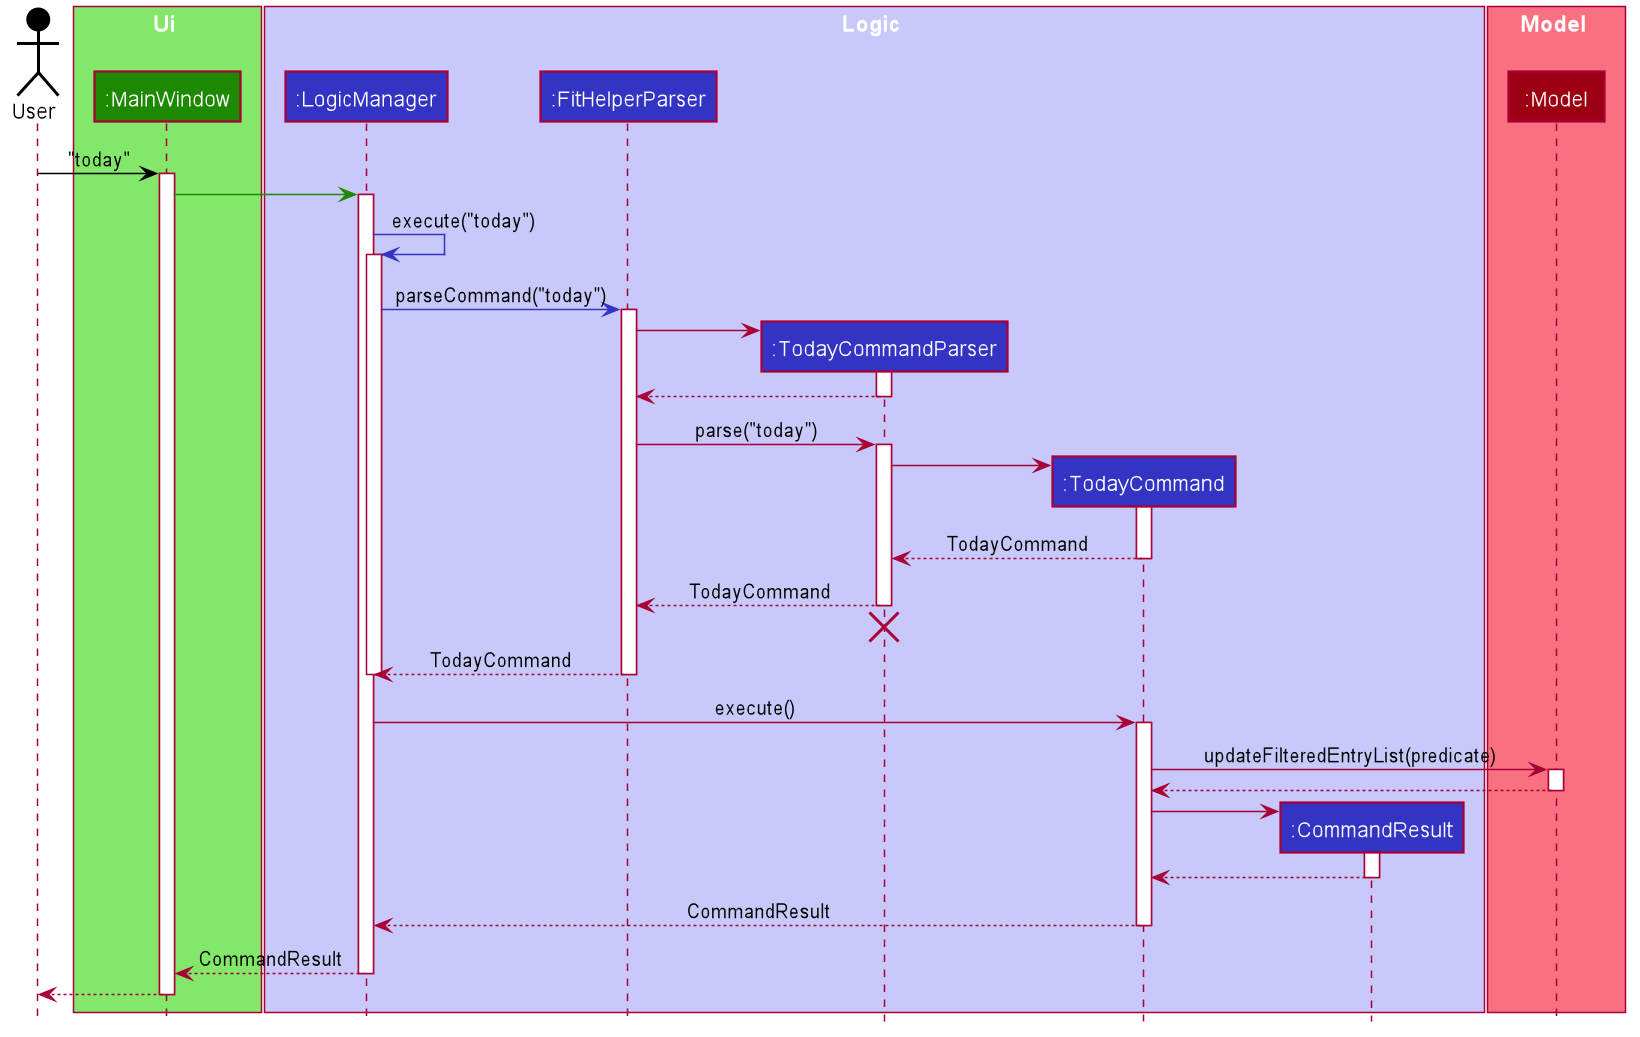 Ui
Logic
Model
User
:MainWindow
:LogicManager
:FitHelperParser
:Model
"today"
execute("today")
parseCommand("today")
:TodayCommandParser
parse("today")
:TodayCommand
TodayCommand
TodayCommand
TodayCommand
execute()
updateFilteredEntryList(predicate)
:CommandResult
CommandResult
CommandResult